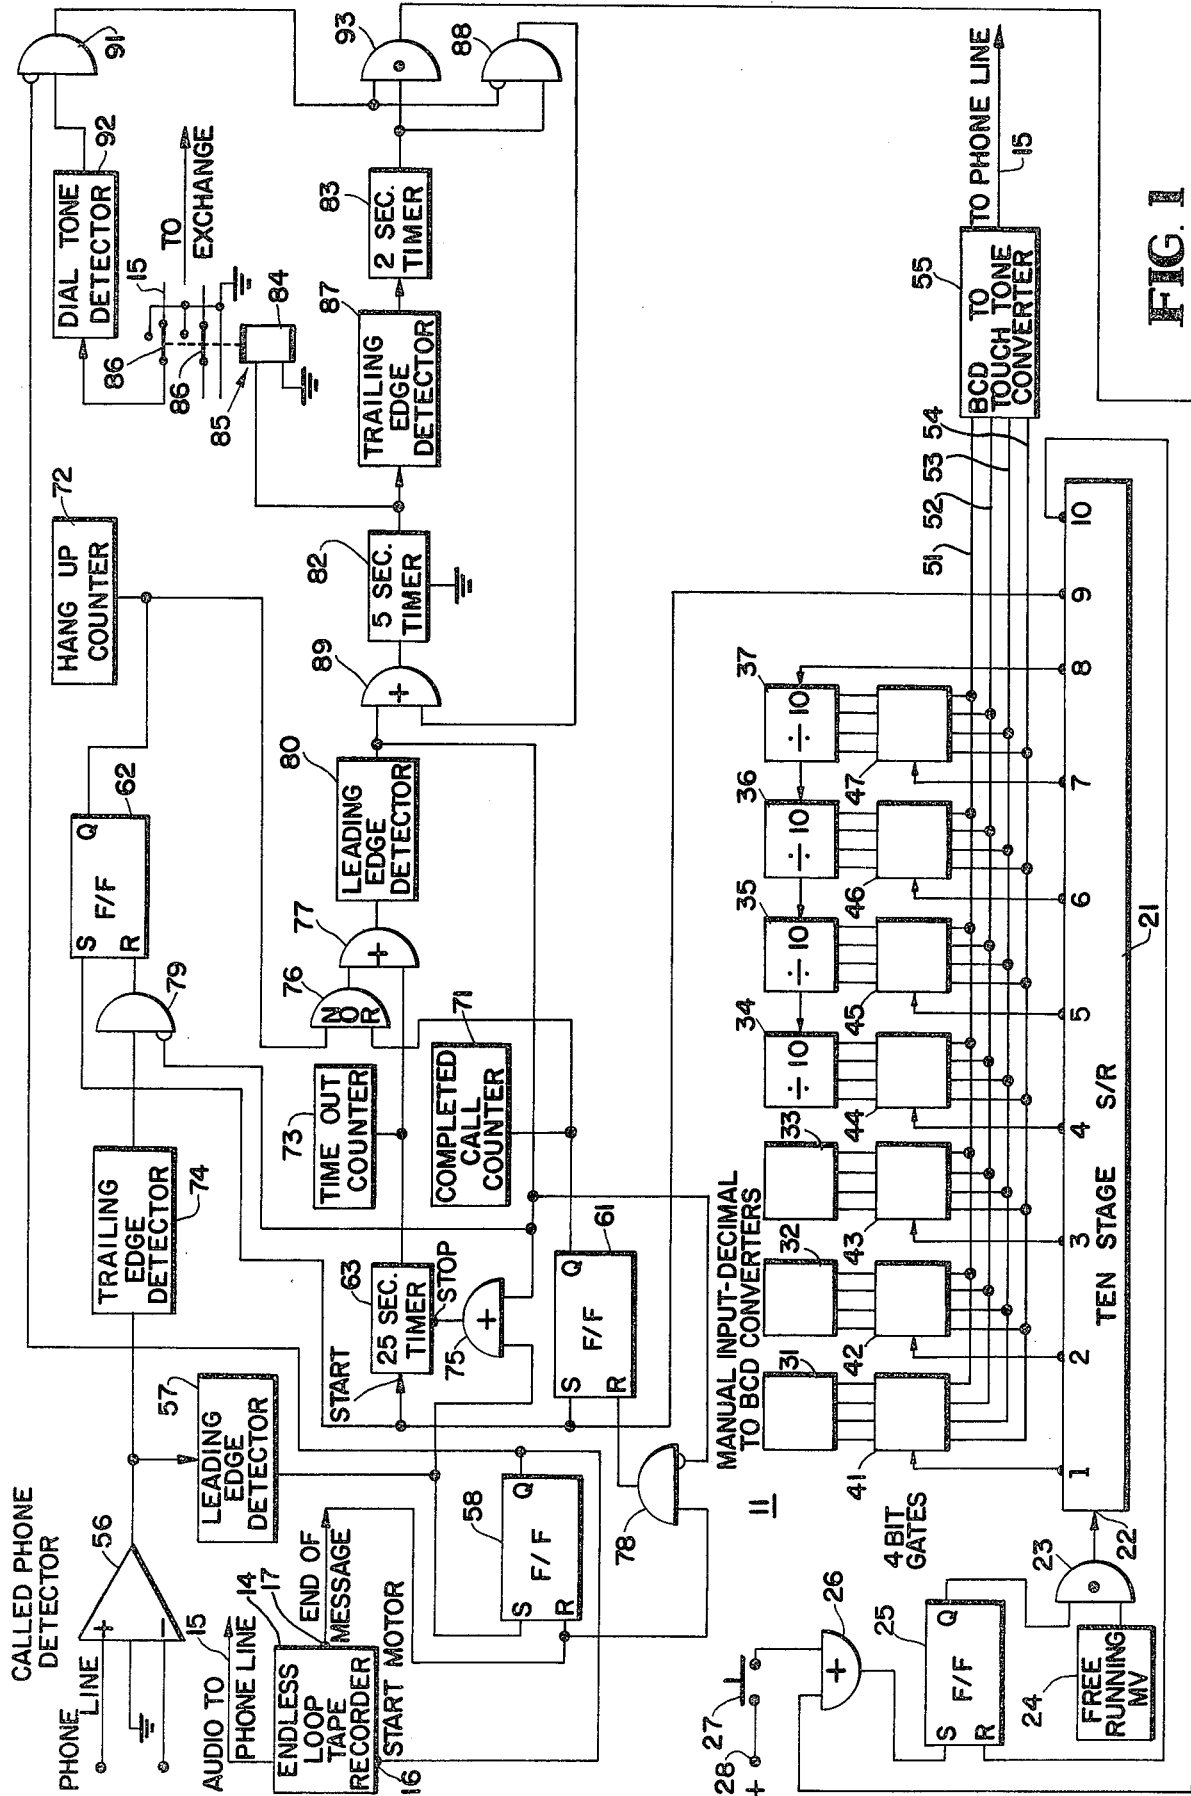 CALLED PHONE
DETECTOR
PHONE
LINE
56
+
−
AUDIO TO
PHONE LINE
15
14
17
ENDLESS
LOOP
TAPE
RECORDER
16
END OF
MESSAGE
START MOTOR
57
LEADING
EDGE
DETECTOR
TRAILING
EDGE
DETECTOR
74
79
S
R
F/F
Q
62
HANG UP
COUNTER
72
DIAL TONE
DETECTOR
92
91
86
15
TO
EXCHANGE
86
85
84
58
S
R
F/F
Q
START
25 SEC.
TIMER
63
STOP
75
+
73
TIME OUT
COUNTER
76
NOR
77
+
80
LEADING
EDGE
DETECTOR
89
+
82
5 SEC.
TIMER
87
TRAILING
EDGE
DETECTOR
83
2 SEC.
TIMER
93
88
COMPLETED
CALL
COUNTER
71
61
S
R
F/F
Q
78
11
MANUAL INPUT-DECIMAL
TO BCD CONVERTERS
31
32
33
34
35
36
37
÷10
÷10
÷10
÷10
4 BIT
GATES
41
42
43
44
45
46
47
51
52
53
54
55
BCD
TO
TOUCH TONE
CONVERTER
TO PHONE LINE
15
1
2
3
4
5
6
7
8
9
10
TEN STAGE S/R
21
22
23
24
FREE
RUNNING
MV
25
S
R
F/F
Q
26
+
27
28
+
FIG. 1